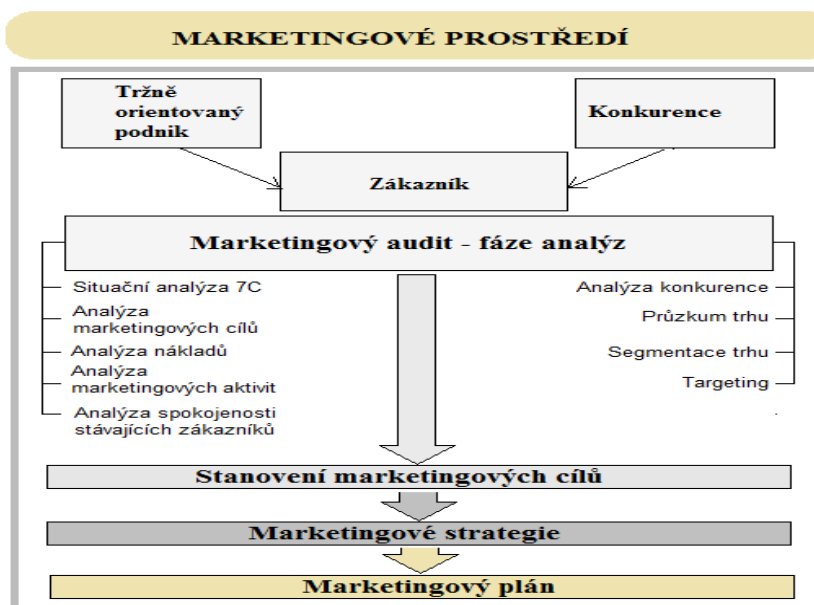 MARKETINGOVÉ PROSTŘEDÍ
Tržně
orientovaný
podnik
Konkurence
Zákazník
Marketingový audit - fáze analýz
Situační analýza 7C
Analýza
marketingových cílů
Analýza nákladů
Analýza
marketingových aktivit
Analýza spokojenosti
stávajících zákazníků
Analýza konkurence
Průzkum trhu
Segmentace trhu
Targeting
Stanovení marketingových cílů
Marketingové strategie
Marketingový plán